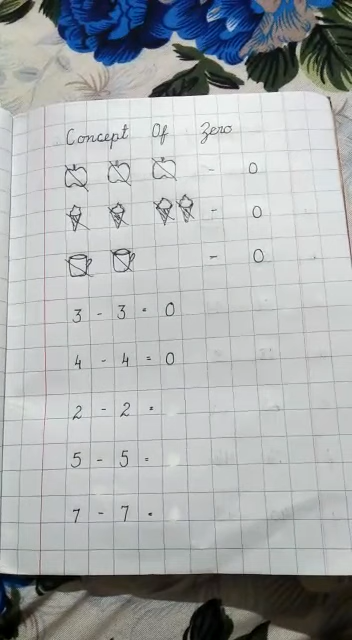 Concept Of Zero
- 0
- 0
- 0
3 - 3 = 0
4 - 4 = 0
2 - 2 =
5 - 5 =
7 - 7 =